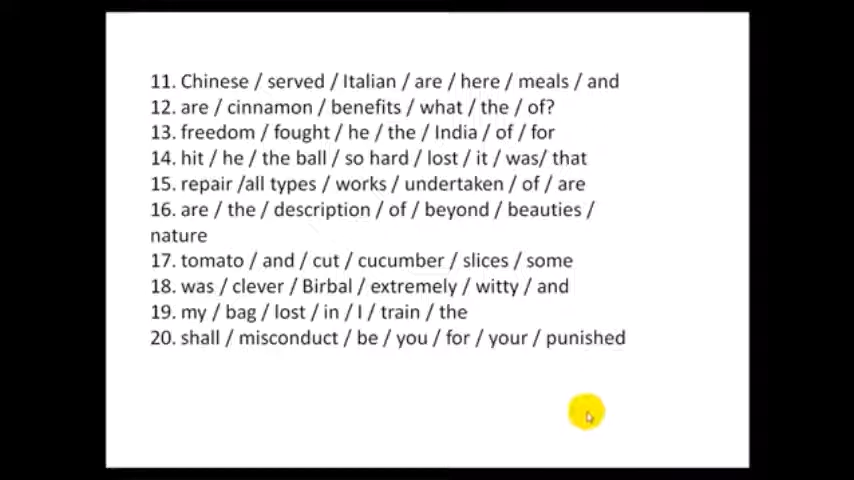 11. Chinese / served / Italian / are / here / meals / and
12. are / cinnamon / benefits / what / the / of?
13. freedom / fought / he / the / India / of / for
14. hit / he / the ball / so hard / lost / it / was/ that
15. repair /all types / works / undertaken / of / are
16. are / the / description / of / beyond / beauties /
nature
17. tomato / and / cut / cucumber / slices / some
18. was / clever / Birbal / extremely / witty / and
19. my / bag / lost / in / I / train / the
20. shall / misconduct / be / you / for / your / punished